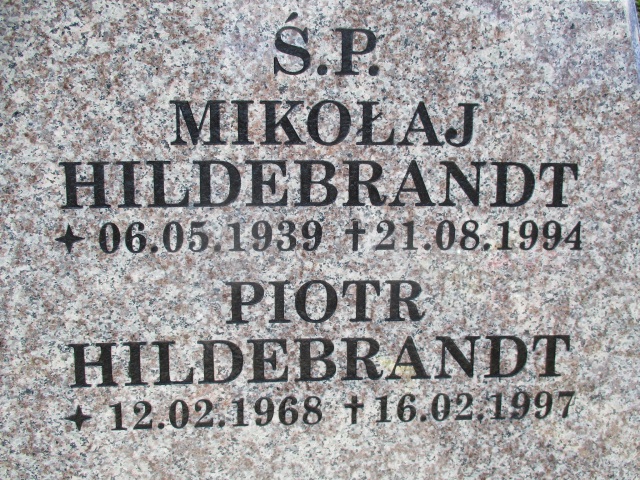 Ś.P.
MIKOŁAJ
HILDEBRANDT
✦ 06.05.1939 ✝ 21.08.1994
PIOTR
HILDEBRANDT
✦ 12.02.1968 ✝ 16.02.1997